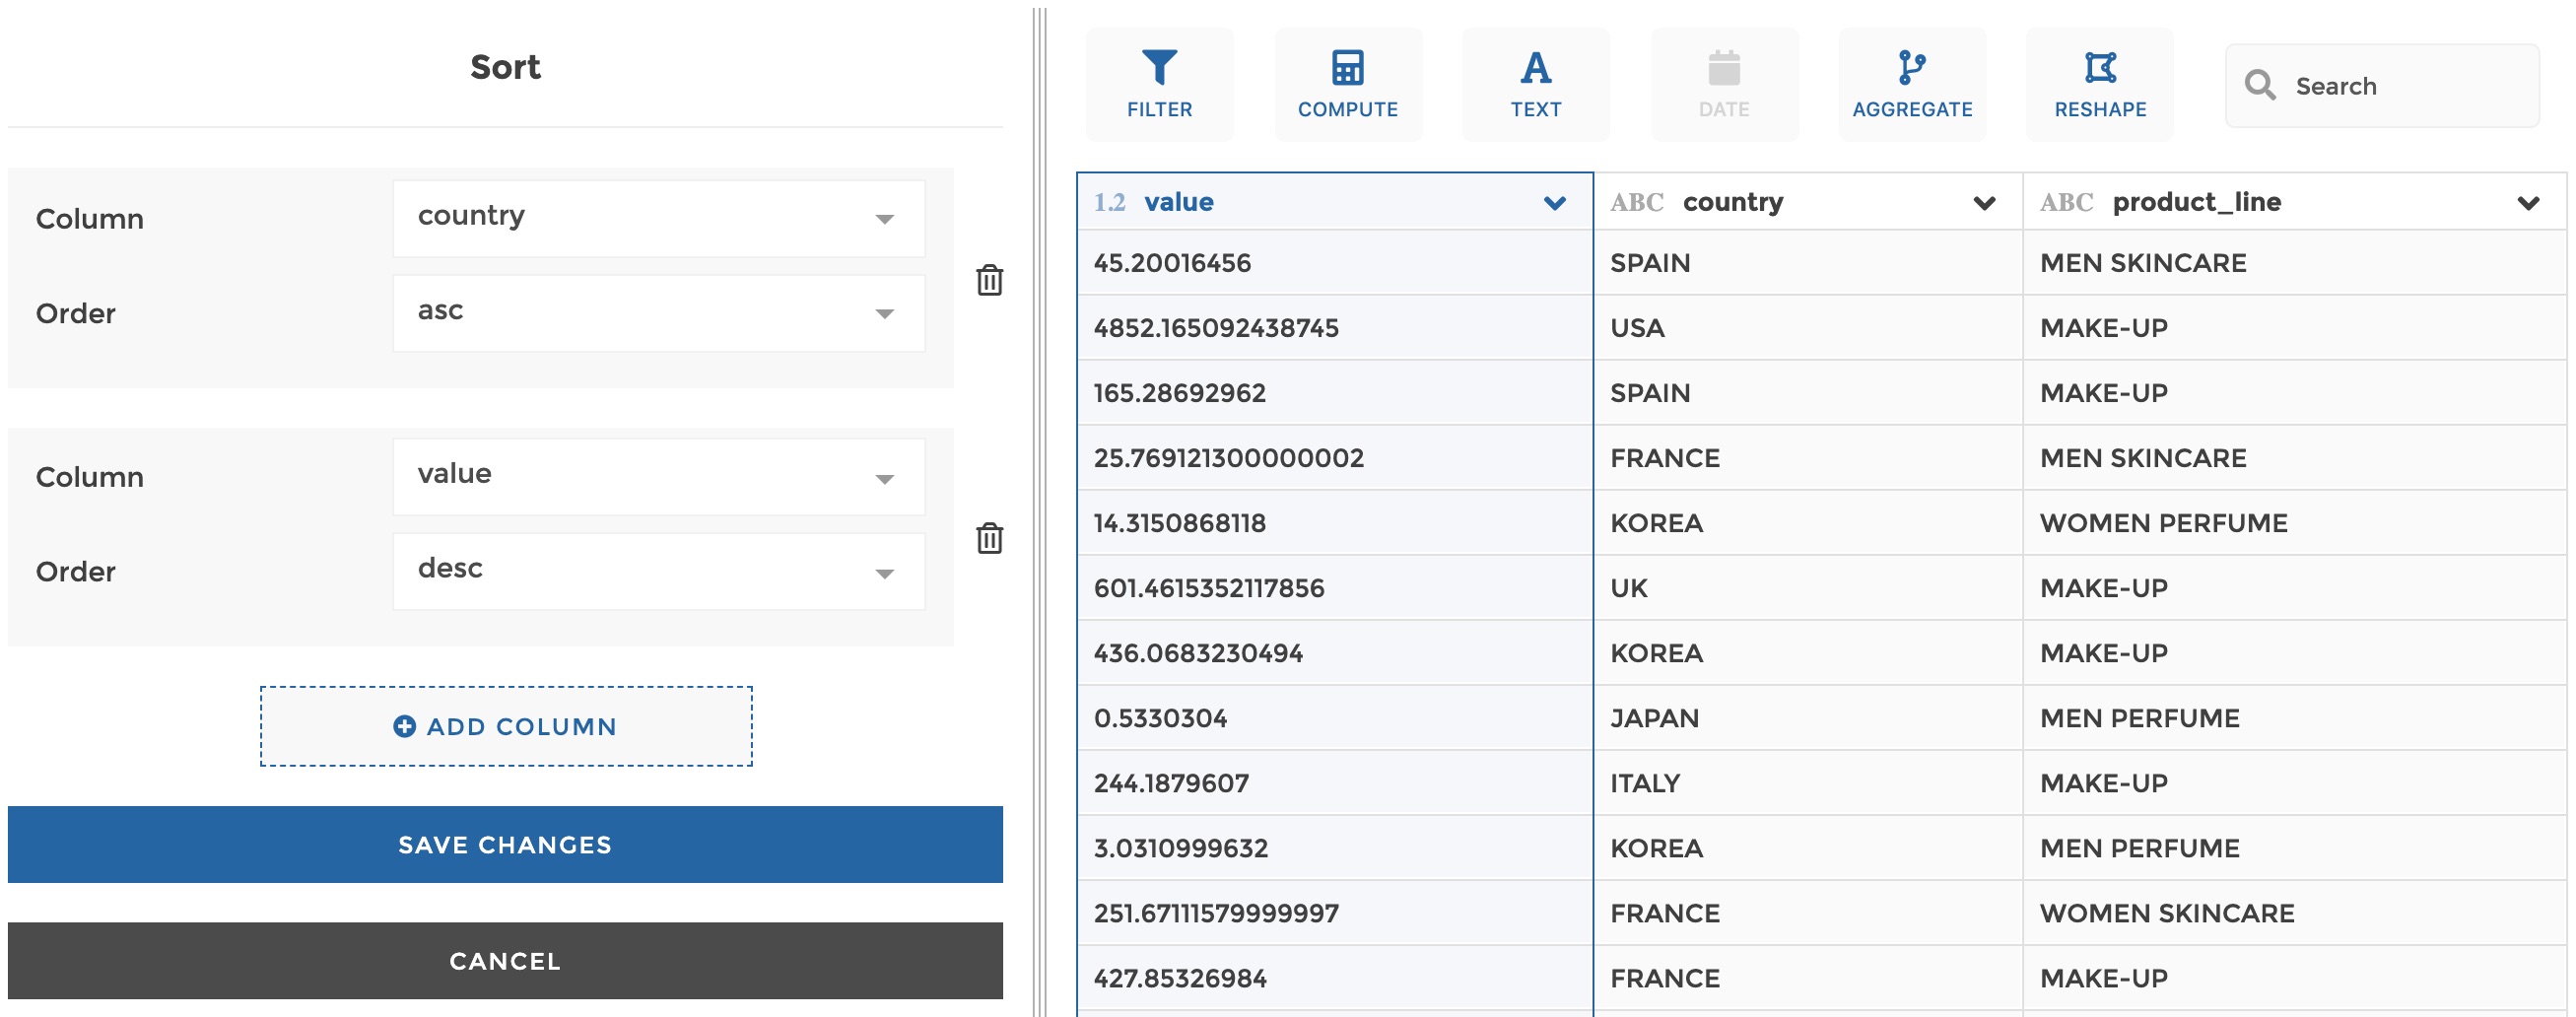 Sort
Column country
Order asc
Column value
Order desc
ADD COLUMN
SAVE CHANGES
CANCEL
FILTER COMPUTE TEXT DATE AGGREGATE RESHAPE Search
1.2 value ABC country ABC product_line
45.20016456 SPAIN MEN SKINCARE
4852.165092438745 USA MAKE-UP
165.28692962 SPAIN MAKE-UP
25.769121300000002 FRANCE MEN SKINCARE
14.3150868118 KOREA WOMEN PERFUME
601.4615352117856 UK MAKE-UP
436.0683230494 KOREA MAKE-UP
0.5330304 JAPAN MEN PERFUME
244.1879607 ITALY MAKE-UP
3.0310999632 KOREA MEN PERFUME
251.67111579999997 FRANCE WOMEN SKINCARE
427.85326984 FRANCE MAKE-UP